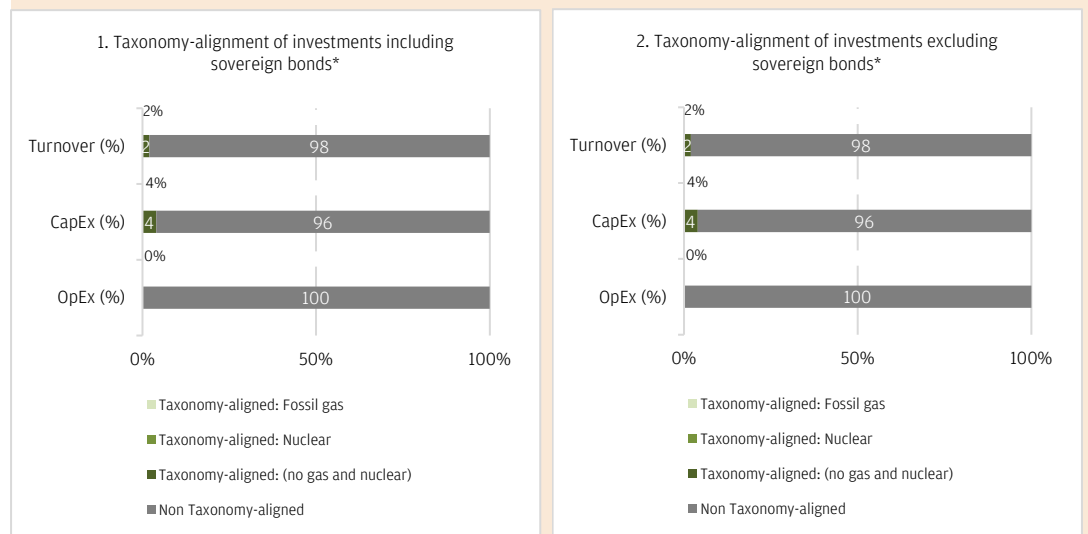 1. Taxonomy-alignment of investments including
sovereign bonds*
2%
Turnover (%)
2
98
4%
CapEx (%)
4
96
0%
OpEx (%)
100
0%
50%
100%
Taxonomy-aligned: Fossil gas
Taxonomy-aligned: Nuclear
Taxonomy-aligned: (no gas and nuclear)
Non Taxonomy-aligned
2. Taxonomy-alignment of investments excluding
sovereign bonds*
2%
Turnover (%)
2
98
4%
CapEx (%)
4
96
0%
OpEx (%)
100
0%
50%
100%
Taxonomy-aligned: Fossil gas
Taxonomy-aligned: Nuclear
Taxonomy-aligned: (no gas and nuclear)
Non Taxonomy-aligned